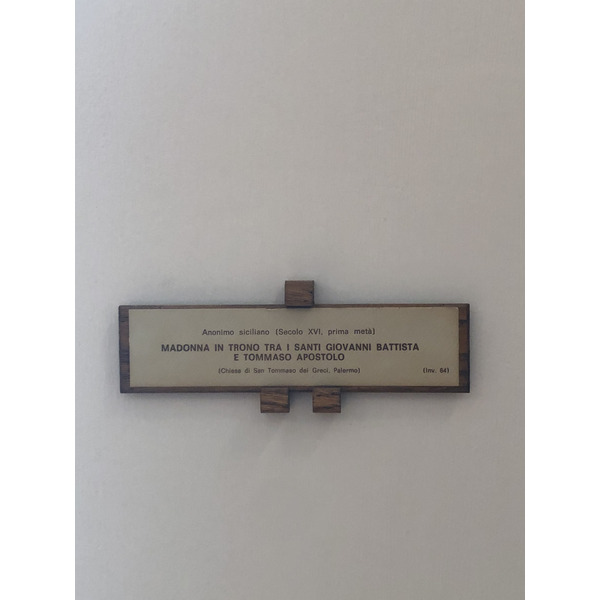 Anonimo siciliano (Secolo XVI, prima metà)
MADONNA IN TRONO TRA I SANTI GIOVANNI BATTISTA
E TOMMASO APOSTOLO
(Chiesa di San Tommaso dei Greci, Palermo) (Inv. 84)